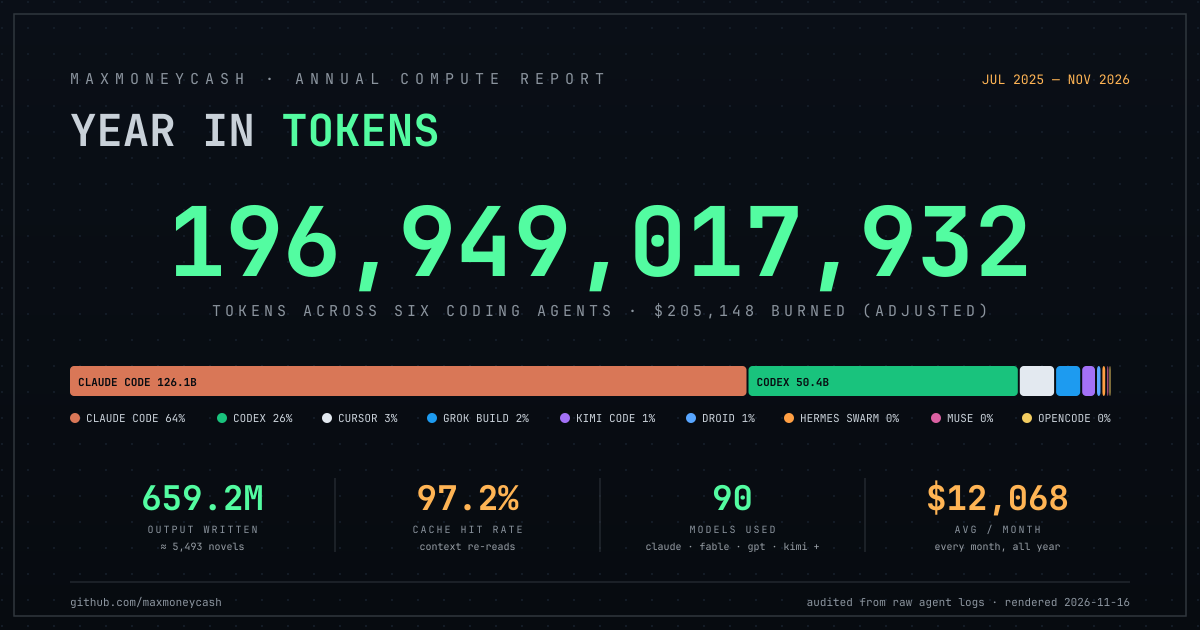 MAXMONEYCASH · ANNUAL COMPUTE REPORT
JUL 2025 — NOV 2026
YEAR IN TOKENS
196,949,017,932
TOKENS ACROSS SIX CODING AGENTS · $205,148 BURNED (ADJUSTED)
CLAUDE CODE 126.1B
CODEX 50.4B
CLAUDE CODE 64%
CODEX 26%
CURSOR 3%
GROK BUILD 2%
KIMI CODE 1%
DROID 1%
HERMES SWARM 0%
MUSE 0%
OPENCODE 0%
659.2M
OUTPUT WRITTEN
≈ 5,493 novels
97.2%
CACHE HIT RATE
context re-reads
90
MODELS USED
claude · fable · gpt · kimi +
$12,068
AVG / MONTH
every month, all year
github.com/maxmoneycash
audited from raw agent logs · rendered 2026-11-16